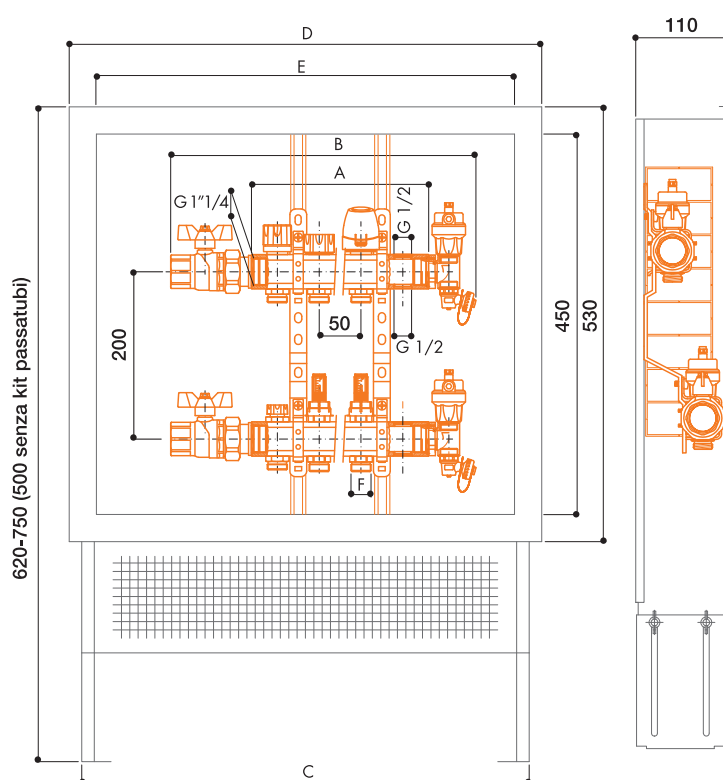 D
110
E
B
A
G 1"1/4
G 1/2
50
G 1/2
200
450
530
620-750 (500 senza kit passatubi)
F
C